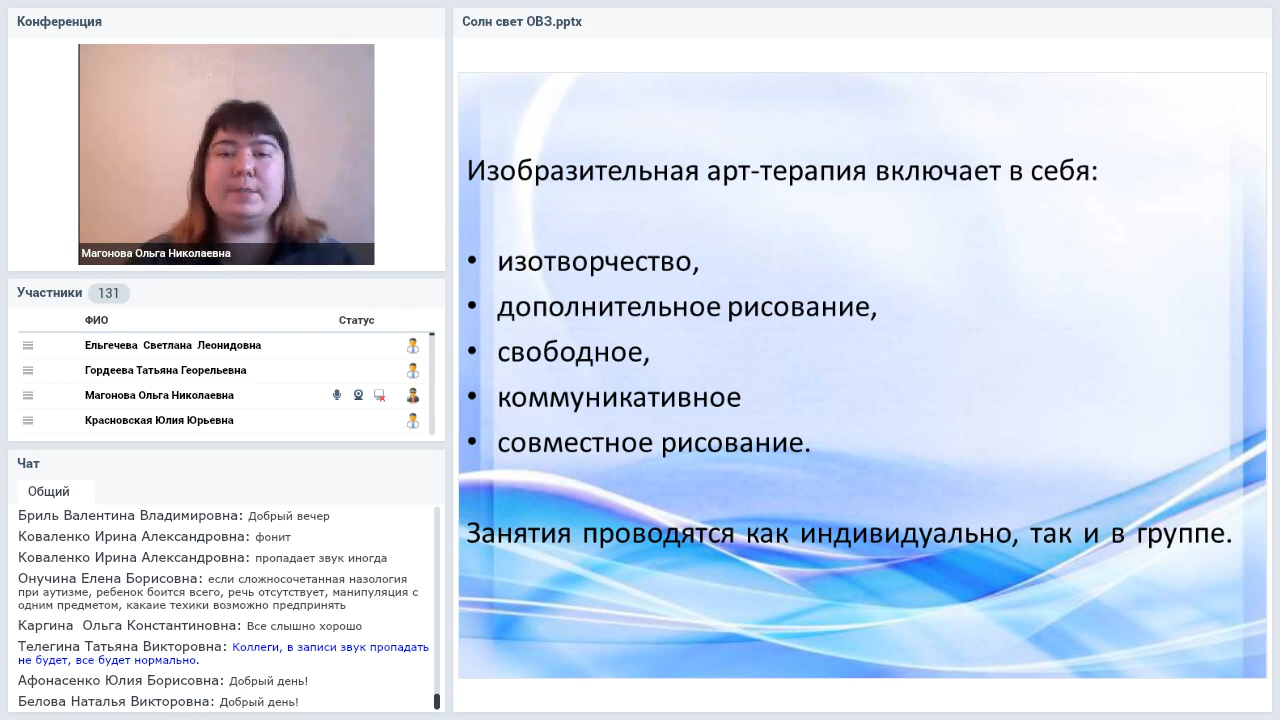 Конференция
Магонова Ольга Николаевна
Участники 131
ФИО Статус
Ельгечева Светлана Леонидовна
Гордеева Татьяна Георельевна
Магонова Ольга Николаевна
Красновская Юлия Юрьевна
Чат
Общий
Бриль Валентина Владимировна: Добрый вечер
Коваленко Ирина Александровна: фонит
Коваленко Ирина Александровна: пропадает звук иногда
Онучина Елена Борисовна: если сложносочетанная назология
при аутизме, ребенок боится всего, речь отсутствует, манипуляция с
одним предметом, какаие техики возможно предпринять
Каргина Ольга Константиновна: Все слышно хорошо
Телегина Татьяна Викторовна: Коллеги, в записи звук пропадать
не будет, все будет нормально.
Афонасенко Юлия Борисовна: Добрый день!
Белова Наталья Викторовна: Добрый день!
Солн свет ОВЗ.pptx
Изобразительная арт-терапия включает в себя:
• изотворчество,
• дополнительное рисование,
• свободное,
• коммуникативное
• совместное рисование.
Занятия проводятся как индивидуально, так и в группе.